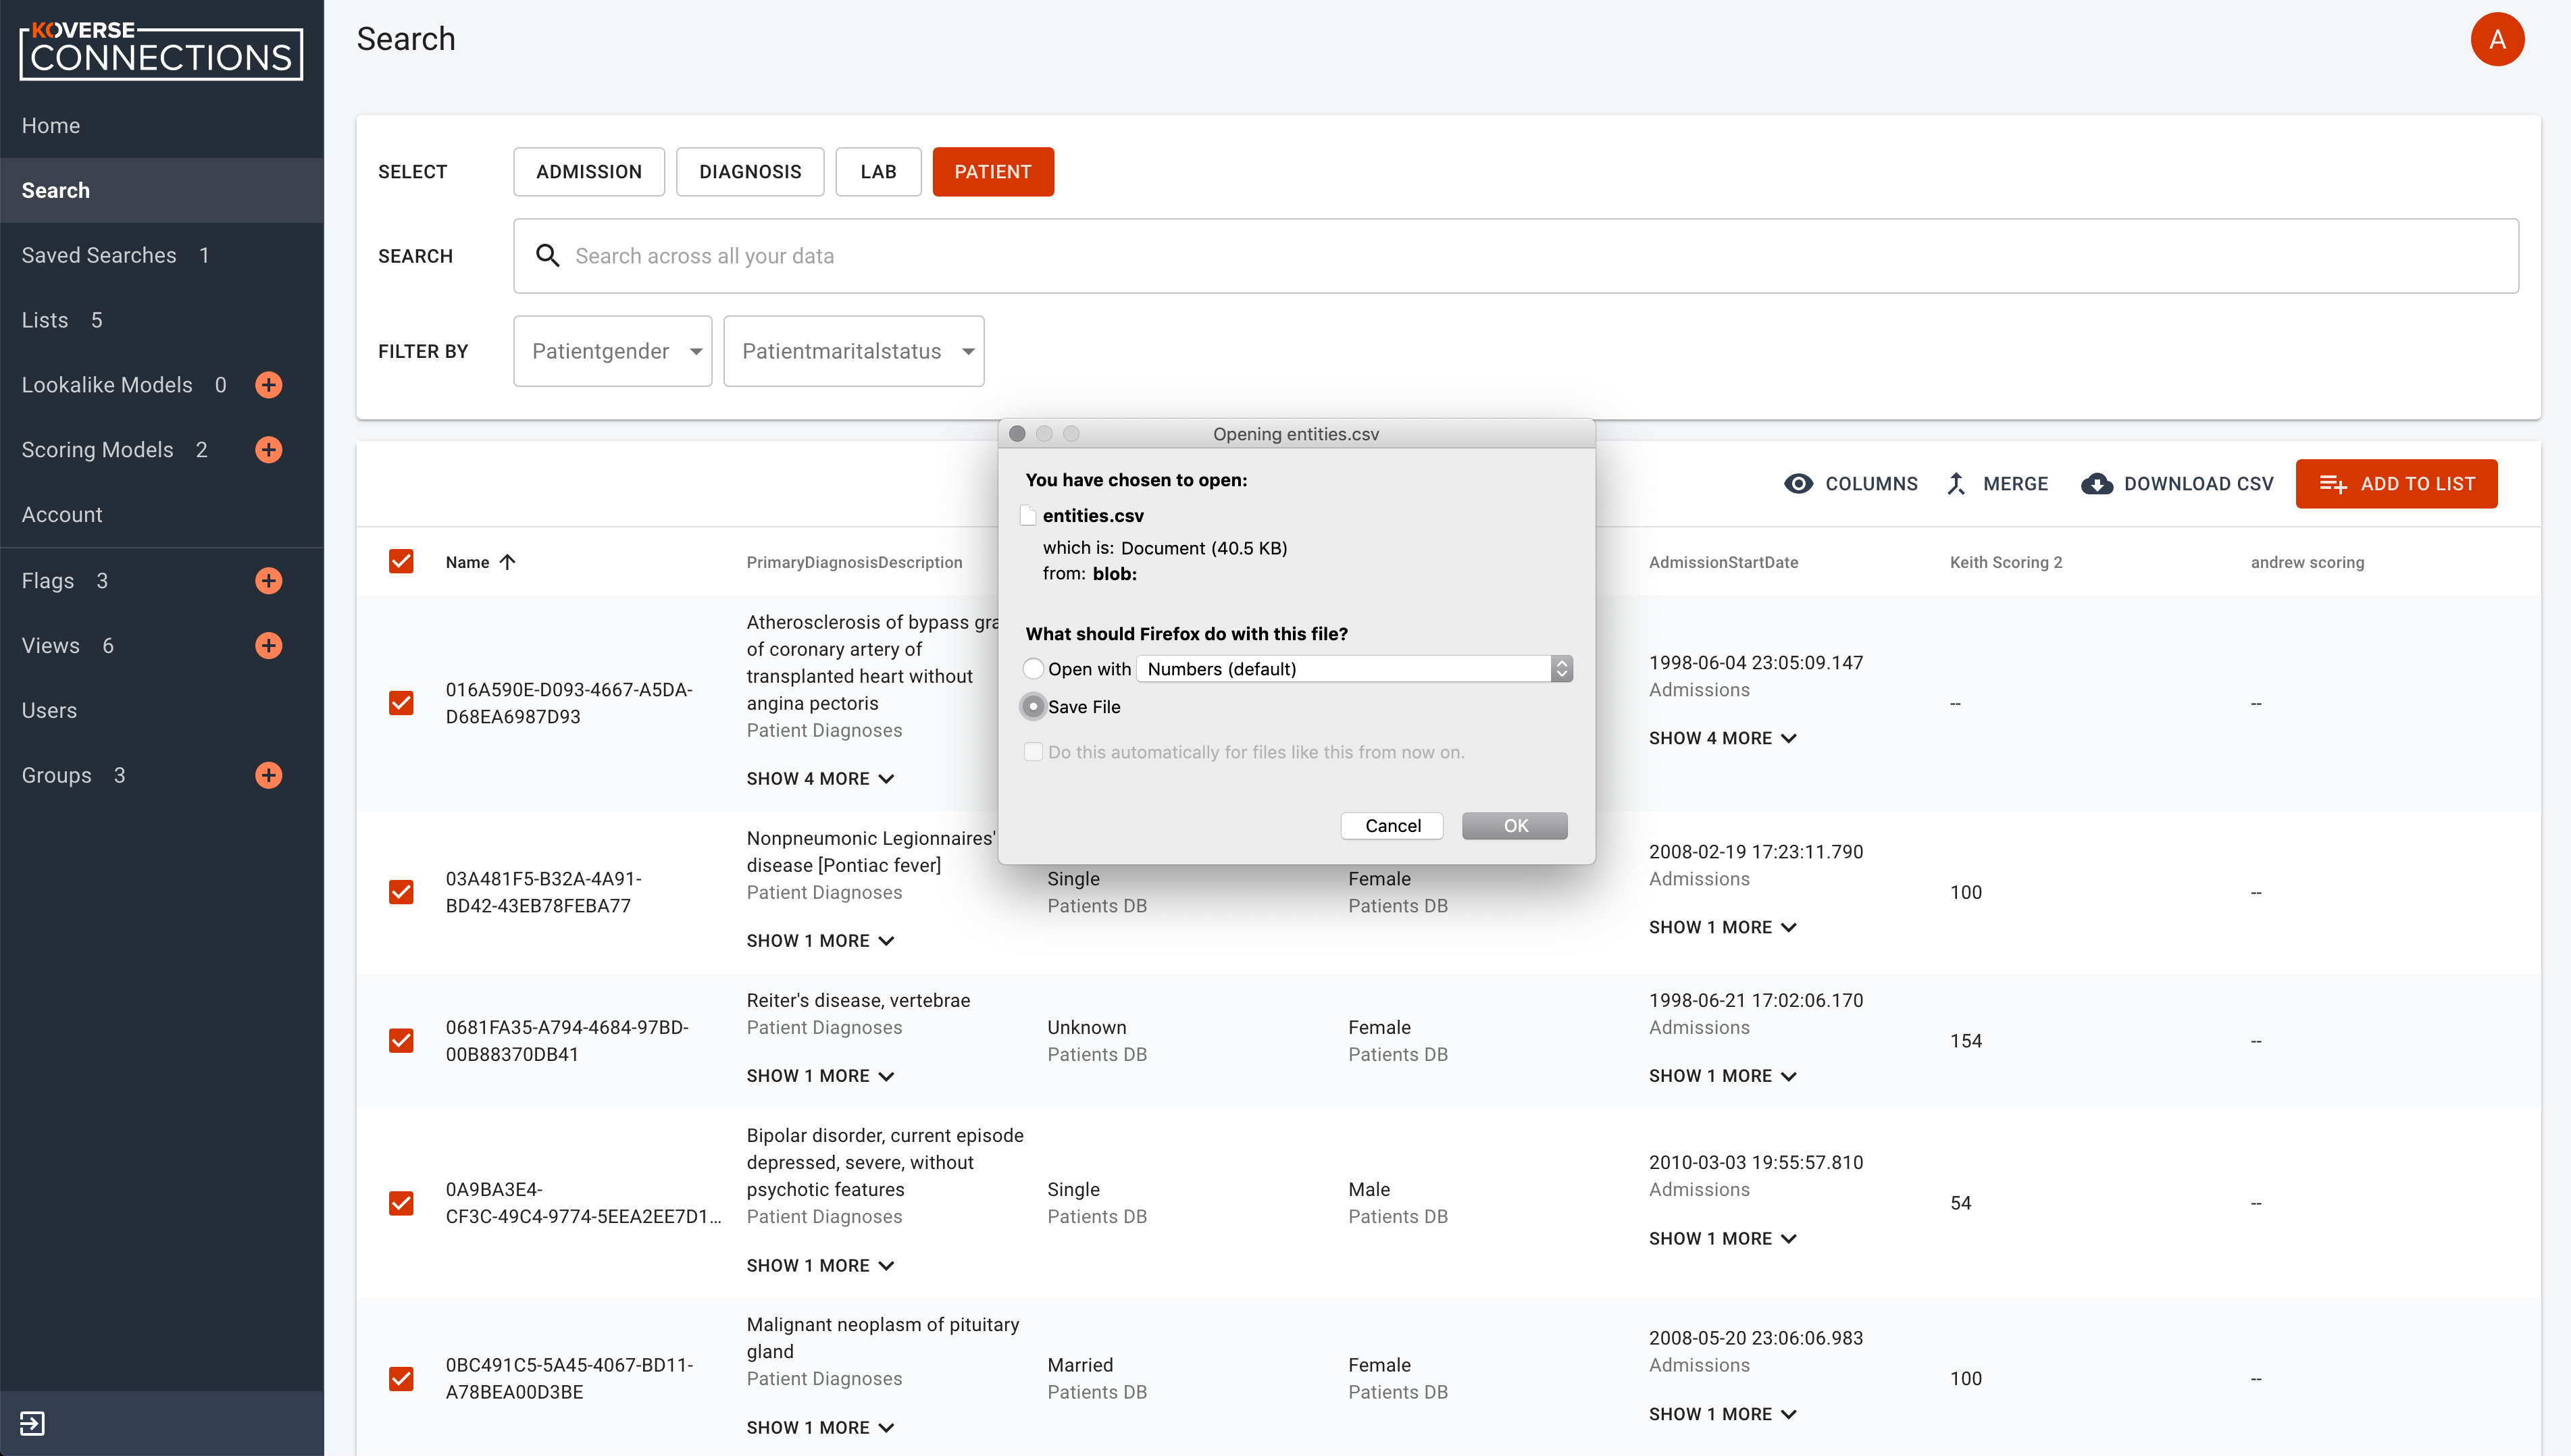 KOVERSE
CONNECTIONS
Home
Search
Saved Searches 1
Lists 5
Lookalike Models 0
Scoring Models 2
Account
Flags 3
Views 6
Users
Groups 3
Search
A
SELECT
ADMISSION
DIAGNOSIS
LAB
PATIENT
SEARCH
Search across all your data
FILTER BY
Patientgender
Patientmaritalstatus
Opening entities.csv
You have chosen to open:
entities.csv
which is: Document (40.5 KB)
from: blob:
What should Firefox do with this file?
Open with Numbers (default)
Save File
Do this automatically for files like this from now on.
Cancel
OK
COLUMNS
MERGE
DOWNLOAD CSV
ADD TO LIST
Name
PrimaryDiagnosisDescription
AdmissionStartDate
Keith Scoring 2
andrew scoring
016A590E-D093-4667-A5DA-
D68EA6987D93
Atherosclerosis of bypass gra
of coronary artery of
transplanted heart without
angina pectoris
Patient Diagnoses
SHOW 4 MORE
1998-06-04 23:05:09.147
Admissions
SHOW 4 MORE
--
--
03A481F5-B32A-4A91-
BD42-43EB78FEBA77
Nonpneumonic Legionnaires'
disease [Pontiac fever]
Patient Diagnoses
SHOW 1 MORE
Single
Patients DB
Female
Patients DB
2008-02-19 17:23:11.790
Admissions
SHOW 1 MORE
100
--
0681FA35-A794-4684-97BD-
00B88370DB41
Reiter's disease, vertebrae
Patient Diagnoses
SHOW 1 MORE
Unknown
Patients DB
Female
Patients DB
1998-06-21 17:02:06.170
Admissions
SHOW 1 MORE
154
--
0A9BA3E4-
CF3C-49C4-9774-5EEA2EE7D1...
Bipolar disorder, current episode
depressed, severe, without
psychotic features
Patient Diagnoses
SHOW 1 MORE
Single
Patients DB
Male
Patients DB
2010-03-03 19:55:57.810
Admissions
SHOW 1 MORE
54
--
0BC491C5-5A45-4067-BD11-
A78BEA00D3BE
Malignant neoplasm of pituitary
gland
Patient Diagnoses
SHOW 1 MORE
Married
Patients DB
Female
Patients DB
2008-05-20 23:06:06.983
Admissions
SHOW 1 MORE
100
--